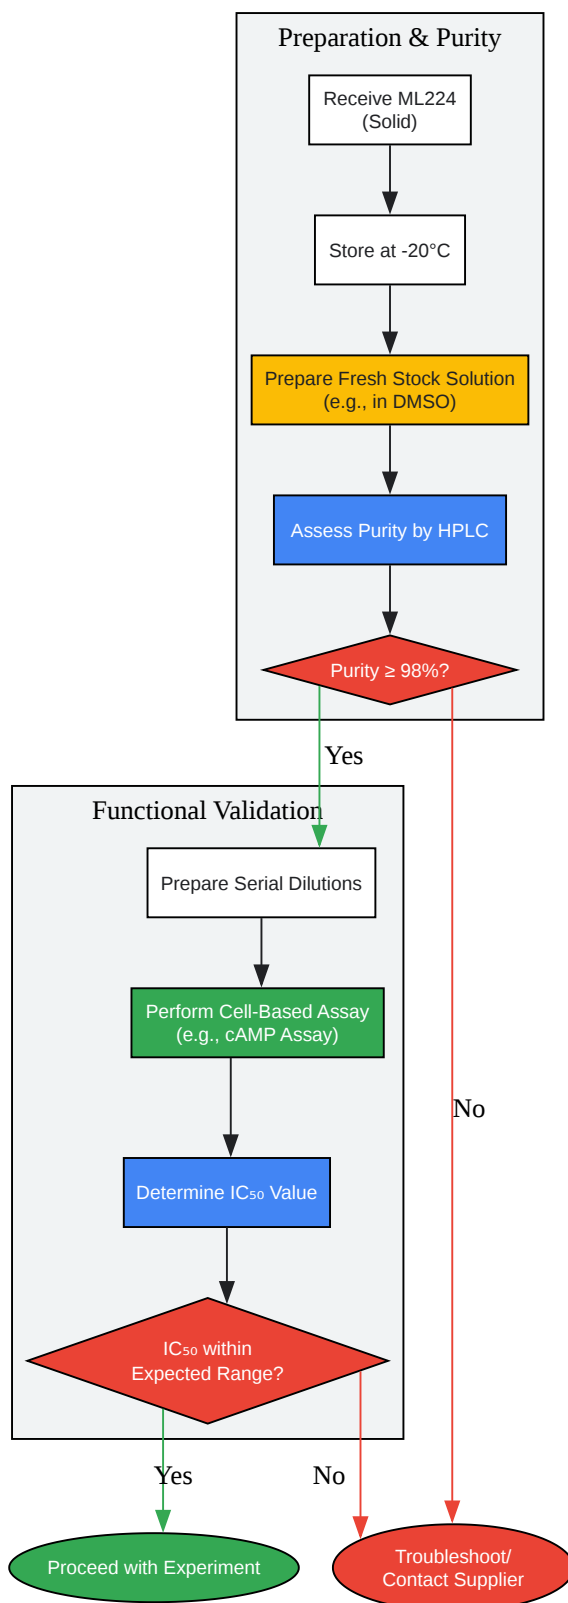 Preparation & Purity
Receive ML224
(Solid)
Store at -20°C
Prepare Fresh Stock Solution
(e.g., in DMSO)
Assess Purity by HPLC
Purity ≥ 98%?
Yes
Functional Validation
Prepare Serial Dilutions
Perform Cell-Based Assay
(e.g., cAMP Assay)
No
Determine IC₅₀ Value
IC₅₀ within
Expected Range?
Yes
No
Proceed with Experiment
Troubleshoot/
Contact Supplier